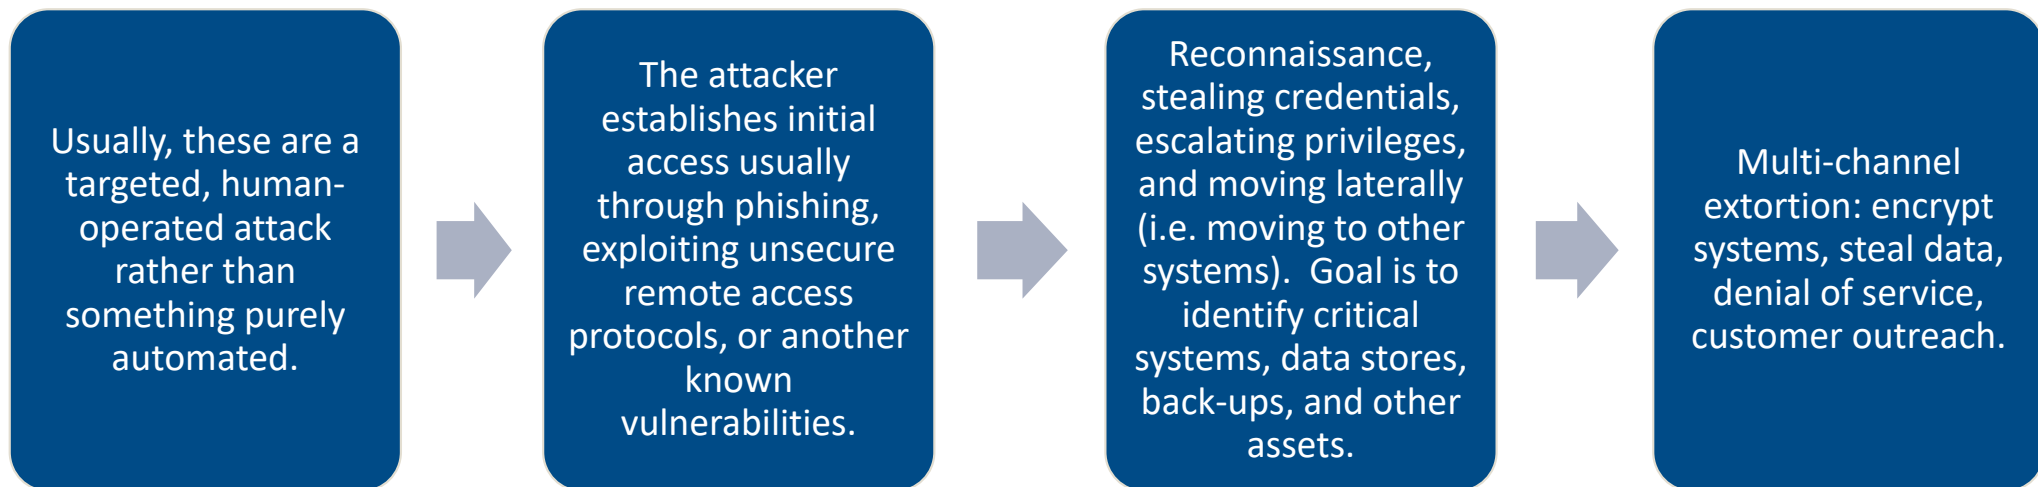 Usually, these are a
targeted, human-
operated attack
rather than
something purely
automated.
The attacker
establishes initial
access usually
through phishing,
exploiting unsecure
remote access
protocols, or another
known
vulnerabilities.
Reconnaissance,
stealing credentials,
escalating privileges,
and moving laterally
(i.e. moving to other
systems).  Goal is to
identify critical
systems, data stores,
back-ups, and other
assets.
Multi-channel
extortion: encrypt
systems, steal data,
denial of service,
customer outreach.